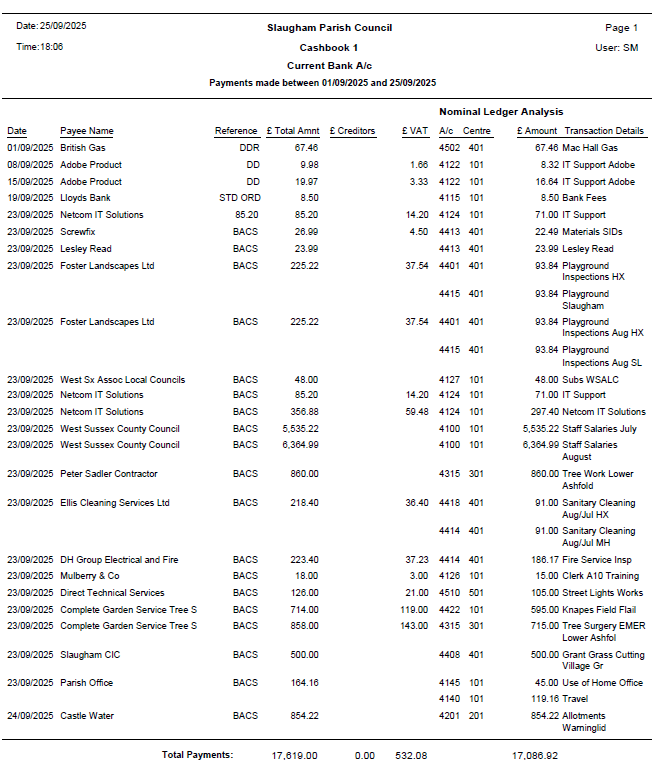 Date: 25/09/2025 Slaugham Parish Council Page 1
Time: 18:06 Cashbook 1 User: SM
Current Bank A/c
Payments made between 01/09/2025 and 25/09/2025
Nominal Ledger Analysis
Date Payee Name Reference £ Total Amnt £ Creditors £ VAT A/c Centre £ Amount Transaction Details
01/09/2025 British Gas DDR 67.46 4502 401 67.46 Mac Hall Gas
08/09/2025 Adobe Product DD 9.98 1.66 4122 101 8.32 IT Support Adobe
15/09/2025 Adobe Product DD 19.97 3.33 4122 101 16.64 IT Support Adobe
19/09/2025 Lloyds Bank STD ORD 8.50 4115 101 8.50 Bank Fees
23/09/2025 Netcom IT Solutions 85.20 85.20 14.20 4124 101 71.00 IT Support
23/09/2025 Screwfix BACS 26.99 4.50 4413 401 22.49 Materials SIDs
23/09/2025 Lesley Read BACS 23.99 4413 401 23.99 Lesley Read
23/09/2025 Foster Landscapes Ltd BACS 225.22 37.54 4401 401 93.84 Playground
Inspections HX
4415 401 93.84 Playground
Slaugham
23/09/2025 Foster Landscapes Ltd BACS 225.22 37.54 4401 401 93.84 Playground
Inspections Aug HX
4415 401 93.84 Playground
Inspections Aug SL
23/09/2025 West Sx Assoc Local Councils BACS 48.00 4127 101 48.00 Subs WSALC
23/09/2025 Netcom IT Solutions BACS 85.20 14.20 4124 101 71.00 IT Support
23/09/2025 Netcom IT Solutions BACS 356.88 59.48 4124 101 297.40 Netcom IT Solutions
23/09/2025 West Sussex County Council BACS 5,535.22 4100 101 5,535.22 Staff Salaries July
23/09/2025 West Sussex County Council BACS 6,364.99 4100 101 6,364.99 Staff Salaries
August
23/09/2025 Peter Sadler Contractor BACS 860.00 4315 301 860.00 Tree Work Lower
Ashfold
23/09/2025 Ellis Cleaning Services Ltd BACS 218.40 36.40 4418 401 91.00 Sanitary Cleaning
Aug/Jul HX
4414 401 91.00 Sanitary Cleaning
Aug/Jul MH
23/09/2025 DH Group Electrical and Fire BACS 223.40 37.23 4414 401 186.17 Fire Service Insp
23/09/2025 Mulberry & Co BACS 18.00 3.00 4126 101 15.00 Clerk A10 Training
23/09/2025 Direct Technical Services BACS 126.00 21.00 4510 501 105.00 Street Lights Works
23/09/2025 Complete Garden Service Tree S BACS 714.00 119.00 4422 101 595.00 Knapes Field Flail
23/09/2025 Complete Garden Service Tree S BACS 858.00 143.00 4315 301 715.00 Tree Surgery EMER
Lower Ashfol
23/09/2025 Slaugham CIC BACS 500.00 4408 401 500.00 Grant Grass Cutting
Village Gr
23/09/2025 Parish Office BACS 164.16 4145 101 45.00 Use of Home Office
4140 101 119.16 Travel
24/09/2025 Castle Water BACS 854.22 4201 201 854.22 Allotments
Warninglid
Total Payments: 17,619.00 0.00 532.08 17,086.92